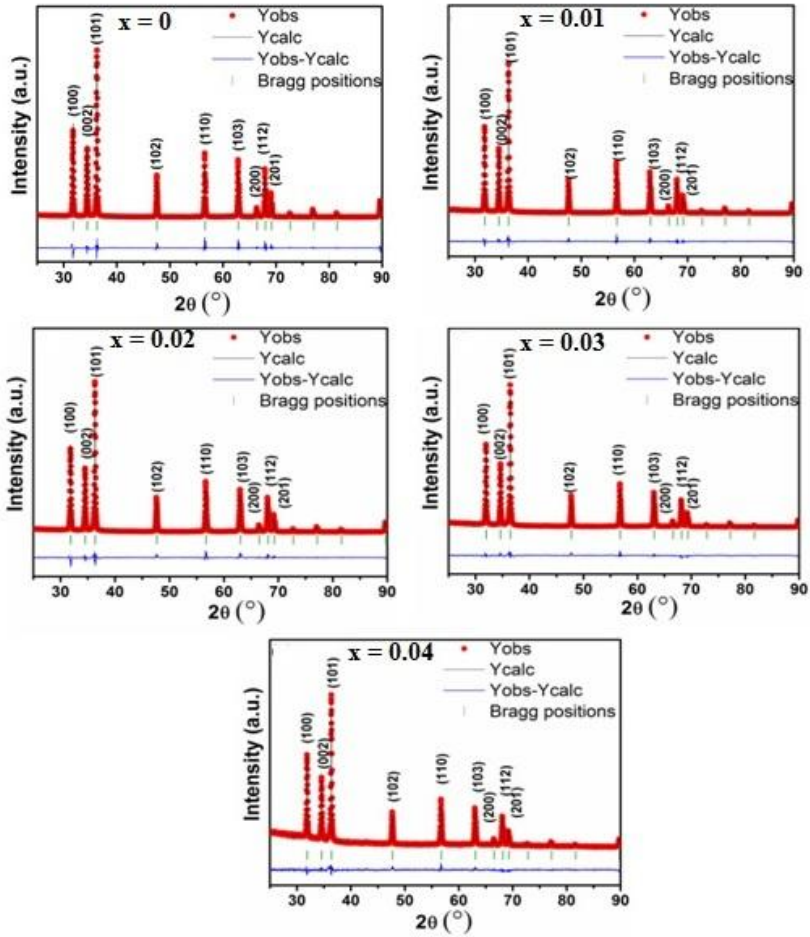 x = 0
Yobs
Ycalc
Yobs-Ycalc
Bragg positions
Intensity (a.u.)
(100)
(002)
(101)
(102)
(110)
(103)
(200)
(112)
(201)
30 40 50 60 70 80 90
2θ (°)
x = 0.01
Yobs
Ycalc
Yobs-Ycalc
Bragg positions
Intensity (a.u.)
(100)
(002)
(101)
(102)
(110)
(103)
(200)
(112)
(201)
30 40 50 60 70 80 90
2θ (°)
x = 0.02
Yobs
Ycalc
Yobs-Ycalc
Bragg positions
Intensity (a.u.)
(100)
(002)
(101)
(102)
(110)
(103)
(200)
(112)
(201)
30 40 50 60 70 80 90
2θ (°)
x = 0.03
Yobs
Ycalc
Yobs-Ycalc
Bragg positions
Intensity (a.u.)
(100)
(002)
(101)
(102)
(110)
(103)
(200)
(112)
(201)
30 40 50 60 70 80 90
2θ (°)
x = 0.04
Yobs
Ycalc
Yobs-Ycalc
Bragg positions
Intensity (a.u.)
(100)
(002)
(101)
(102)
(110)
(103)
(200)
(112)
(201)
30 40 50 60 70 80 90
2θ (°)